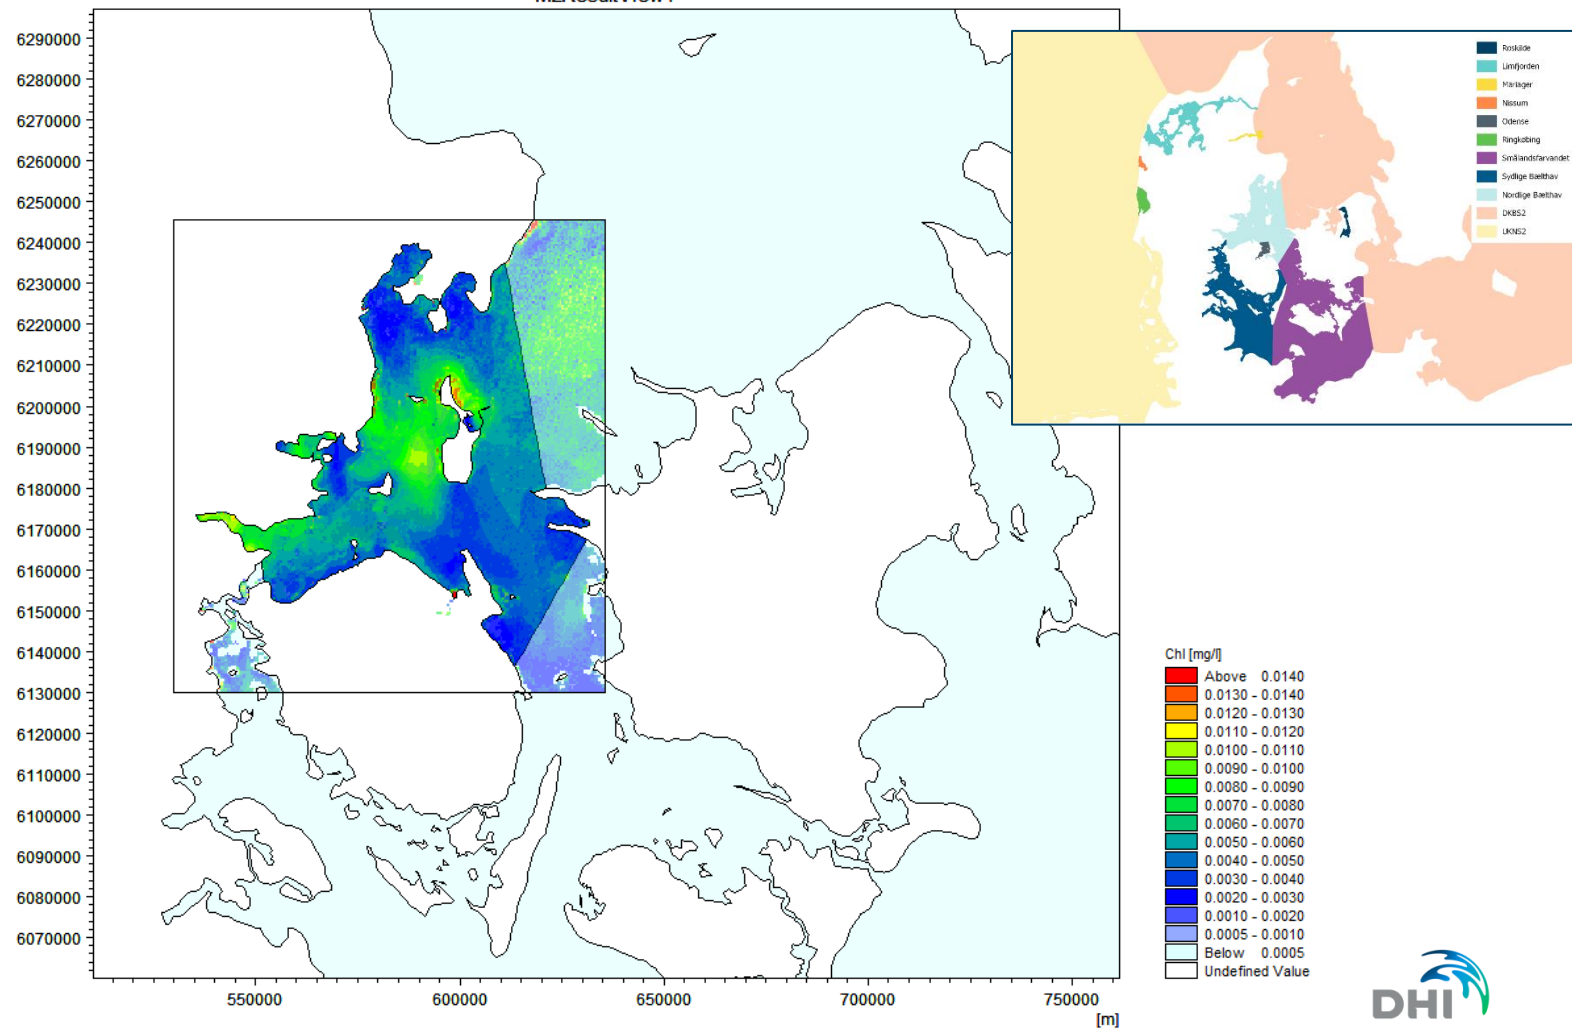 6290000
6280000
6270000
6260000
6250000
6240000
6230000
6220000
6210000
6200000
6190000
6180000
6170000
6160000
6150000
6140000
6130000
6120000
6110000
6100000
6090000
6080000
6070000
550000 600000 650000 700000 750000
[m]
Roskilde
Limfjorden
Mariager
Nissum
Odense
Ringkøbing
Smålandsfarvandet
Sydlige Bælthav
Nordlige Bælthav
DKBS2
UKNS2
Chl [mg/l]
Above 0.0140
0.0130 - 0.0140
0.0120 - 0.0130
0.0110 - 0.0120
0.0100 - 0.0110
0.0090 - 0.0100
0.0080 - 0.0090
0.0070 - 0.0080
0.0060 - 0.0070
0.0050 - 0.0060
0.0040 - 0.0050
0.0030 - 0.0040
0.0020 - 0.0030
0.0010 - 0.0020
0.0005 - 0.0010
Below 0.0005
Undefined Value
DHI